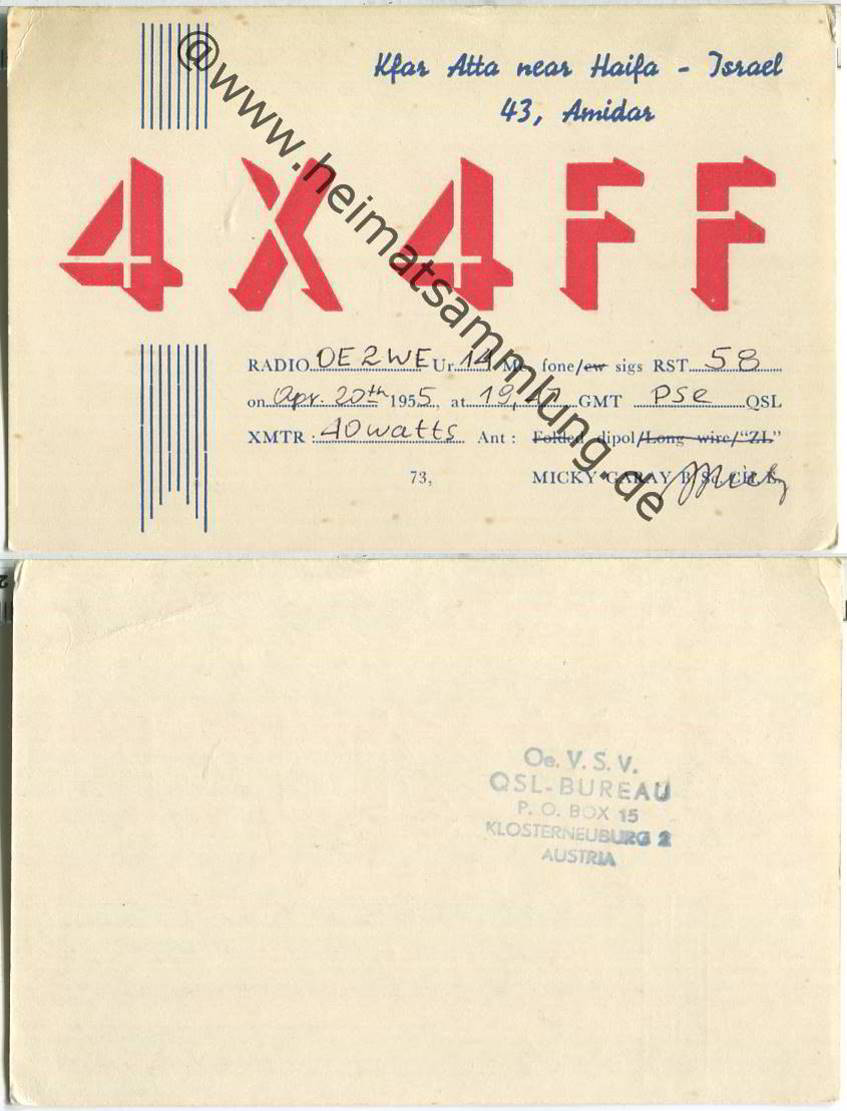 Kfar Atta near Haifa - Israel
43, Amidar
4X4FF
RADIO OE2WE Ur 14 Mc. fone/cw sigs RST 58
on Apr. 20th 1955, at GMT pse QSL
XMTR: 40watts Ant: Folded dipol/Long wire/"ZL"
73, MICKY GARAY
@www.heimatsammlung.de
Oe. V. S. V.
QSL-BUREAU
P. O. BOX 15
KLOSTERNEUBURG 2
AUSTRIA